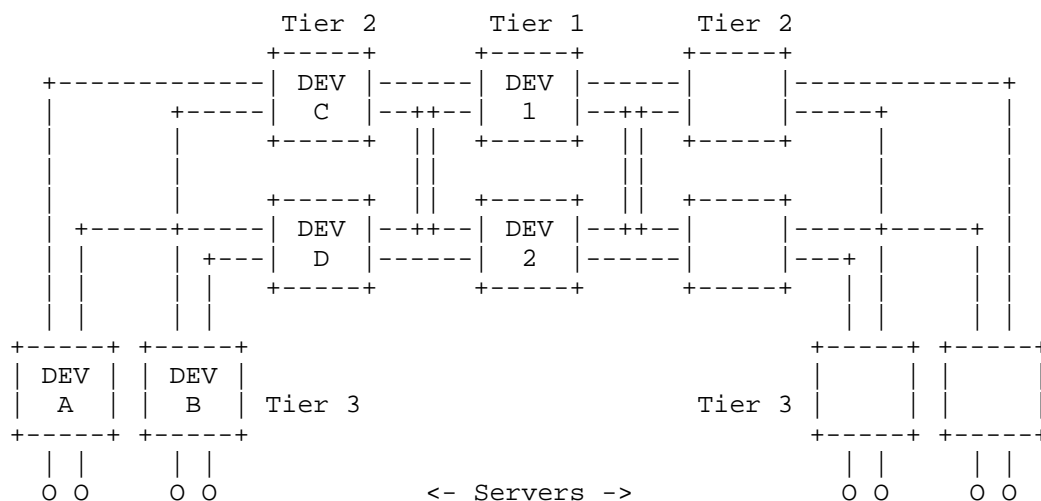 Tier 2 Tier 1 Tier 2
DEV DEV
C 1
DEV DEV
D 2
DEV DEV
A B Tier 3 Tier 3
O O O O <- Servers -> O O O O